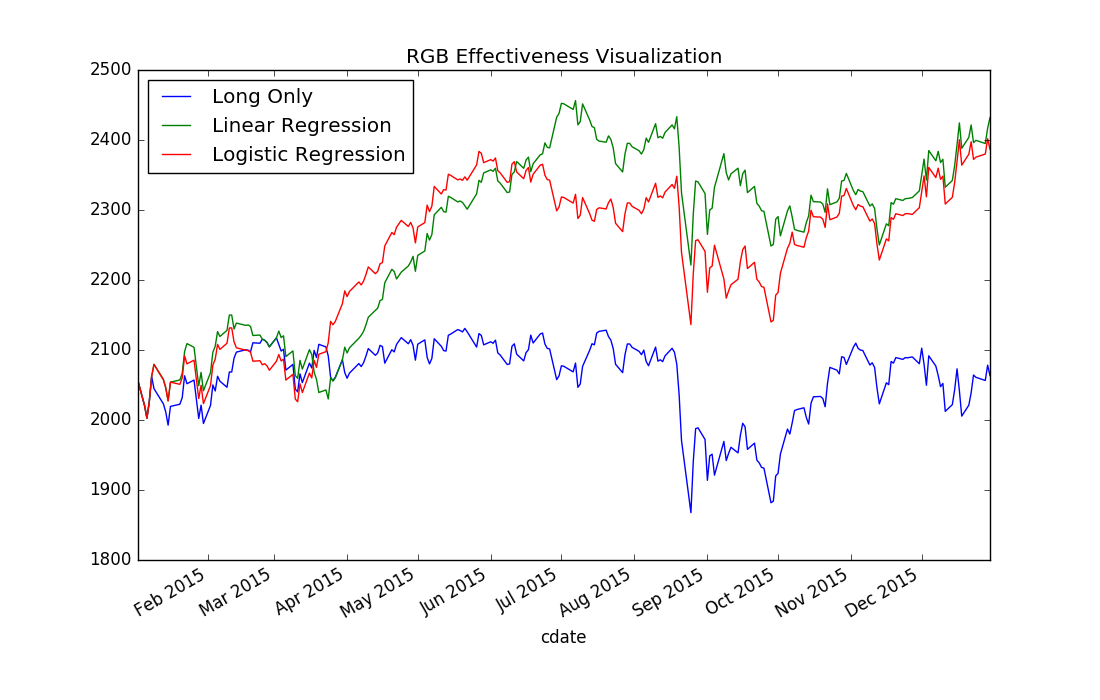 RGB Effectiveness Visualization
2500
2400
2300
2200
2100
2000
1900
1800
Long Only
Linear Regression
Logistic Regression
Feb 2015
Mar 2015
Apr 2015
May 2015
Jun 2015
Jul 2015
Aug 2015
Sep 2015
Oct 2015
Nov 2015
Dec 2015
cdate